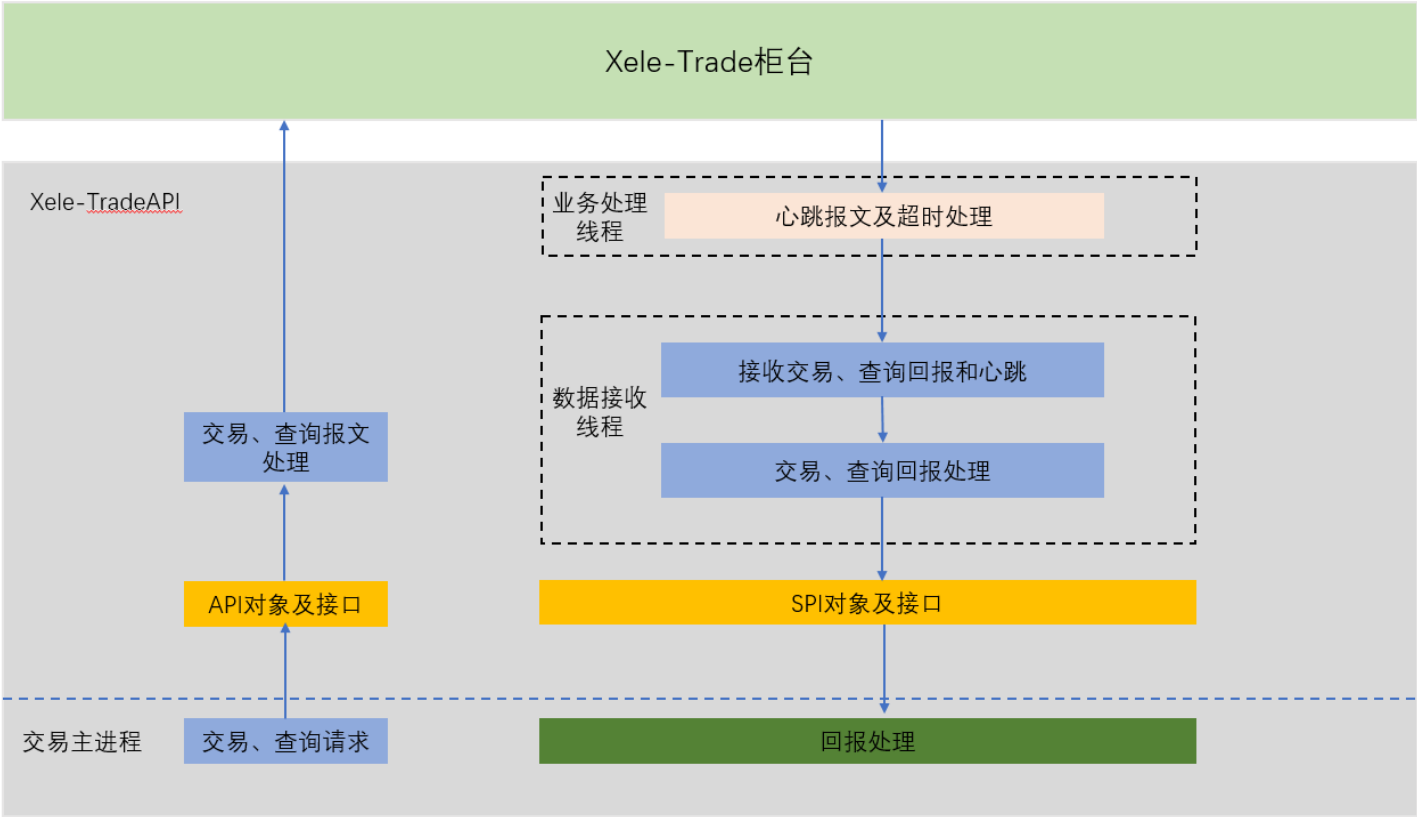 Xele-Trade柜台
Xele-TradeAPI
业务处理
线程
心跳报文及超时处理
数据接收
线程
接收交易、查询回报和心跳
交易、查询回报处理
交易、查询报文
处理
API对象及接口
SPI对象及接口
交易主进程
交易、查询请求
回报处理